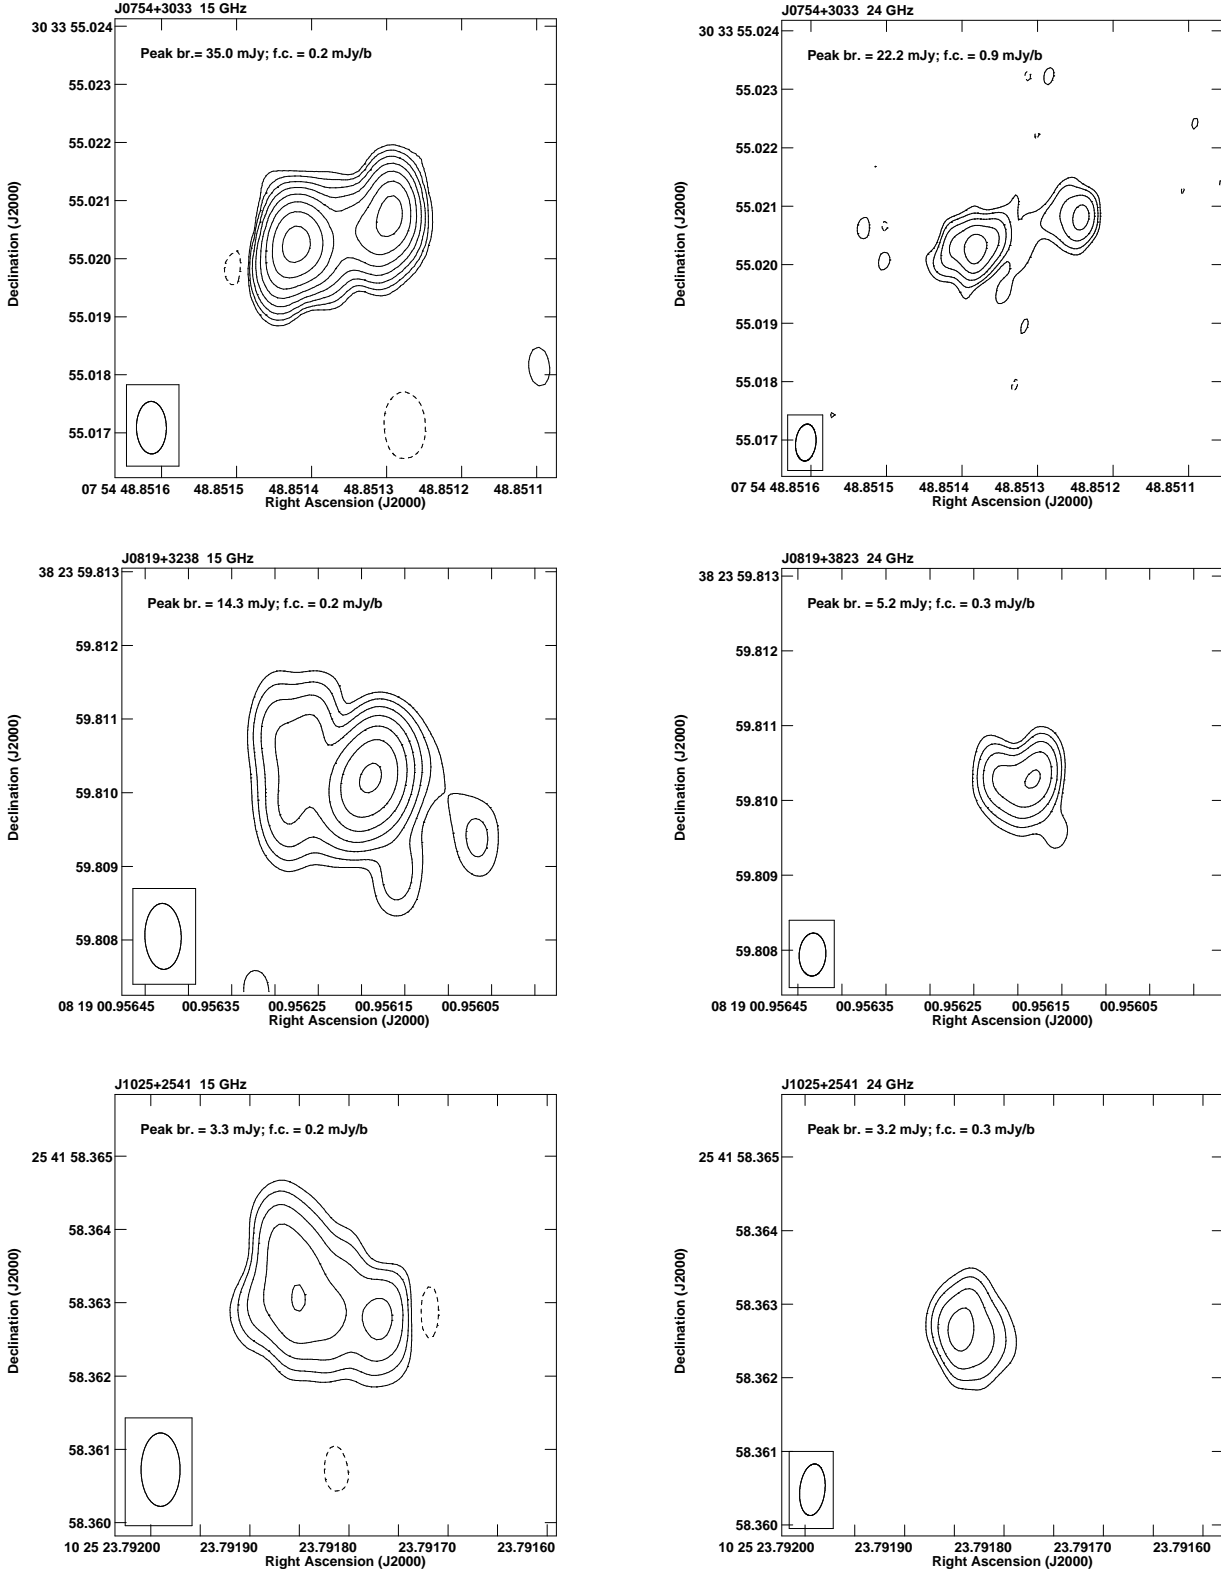 J0754+3033 15 GHz
Peak br.= 35.0 mJy; f.c. = 0.2 mJy/b
Declination (J2000)
30 33 55.024
55.023
55.022
55.021
55.020
55.019
55.018
55.017
07 54 48.8516 48.8515 48.8514 48.8513 48.8512 48.8511
Right Ascension (J2000)
J0754+3033 24 GHz
Peak br. = 22.2 mJy; f.c. = 0.9 mJy/b
Declination (J2000)
30 33 55.024
55.023
55.022
55.021
55.020
55.019
55.018
55.017
07 54 48.8516 48.8515 48.8514 48.8513 48.8512 48.8511
Right Ascension (J2000)
J0819+3238 15 GHz
Peak br. = 14.3 mJy; f.c. = 0.2 mJy/b
Declination (J2000)
38 23 59.813
59.812
59.811
59.810
59.809
59.808
08 19 00.95645 00.95635 00.95625 00.95615 00.95605
Right Ascension (J2000)
J0819+3823 24 GHz
Peak br. = 5.2 mJy; f.c. = 0.3 mJy/b
Declination (J2000)
38 23 59.813
59.812
59.811
59.810
59.809
59.808
08 19 00.95645 00.95635 00.95625 00.95615 00.95605
Right Ascension (J2000)
J1025+2541 15 GHz
Peak br. = 3.3 mJy; f.c. = 0.2 mJy/b
Declination (J2000)
25 41 58.365
58.364
58.363
58.362
58.361
58.360
10 25 23.79200 23.79190 23.79180 23.79170 23.79160
Right Ascension (J2000)
J1025+2541 24 GHz
Peak br. = 3.2 mJy; f.c. = 0.3 mJy/b
Declination (J2000)
25 41 58.365
58.364
58.363
58.362
58.361
58.360
10 25 23.79200 23.79190 23.79180 23.79170 23.79160
Right Ascension (J2000)